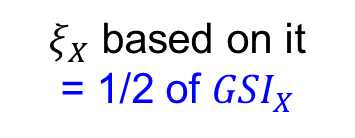 ξ_X based on it
= 1/2 of GSI_X